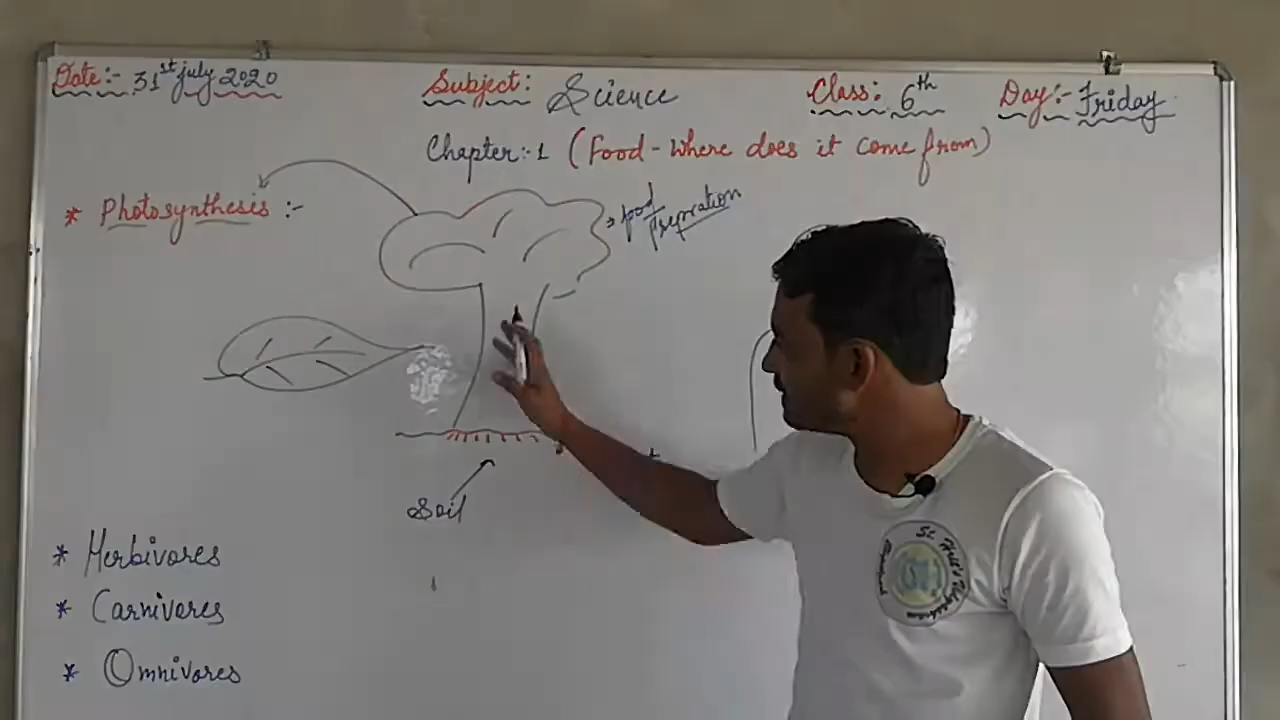 Date:- 31st july 2020
Subject: Science
Class: 6th
Day:- Friday
Chapter:- 1 (Food - Where does it come from)
* Photosynthesis :-
food
Preparation
Soil
* Herbivores
* Carnivores
* Omnivores